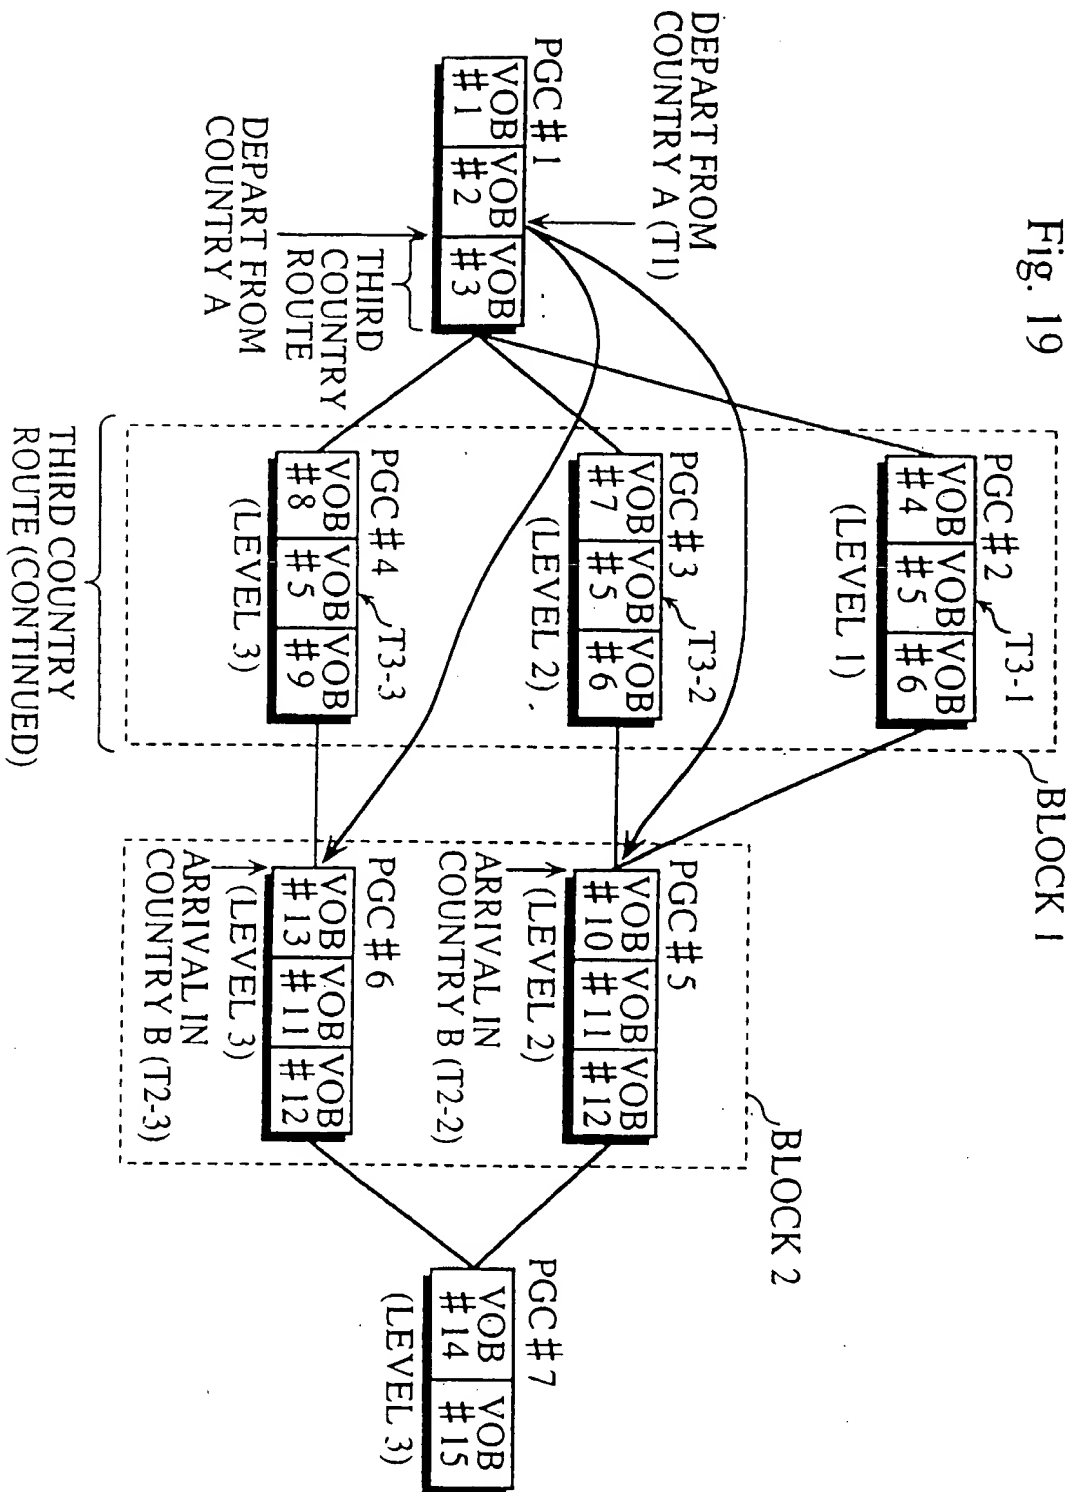 Fig. 19
DEPART FROM
COUNTRY A (T1)
PGC#1
VOB VOB VOB
#1 #2 #3
THIRD
COUNTRY
ROUTE
DEPART FROM
COUNTRY A
BLOCK 1
PGC#2
T3-1
VOB VOB VOB
#4 #5 #6
(LEVEL 1)
PGC#3
T3-2
VOB VOB VOB
#7 #5 #6
(LEVEL 2)
PGC#4
T3-3
VOB VOB VOB
#8 #5 #9
(LEVEL 3)
THIRD COUNTRY
ROUTE (CONTINUED)
BLOCK 2
PGC#5
VOB VOB VOB
#10 #11 #12
(LEVEL 2)
ARRIVAL IN
COUNTRY B (T2-2)
PGC#6
VOB VOB VOB
#13 #11 #12
(LEVEL 3)
ARRIVAL IN
COUNTRY B (T2-3)
PGC#7
VOB VOB
#14 #15
(LEVEL 3)